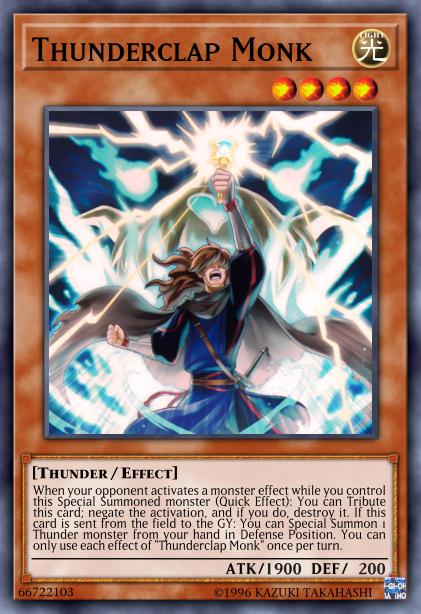 Thunderclap Monk
LIGHT
光
[Thunder / Effect]
When your opponent activates a monster effect while you control
this Special Summoned monster (Quick Effect): You can Tribute
this card; negate the activation, and if you do, destroy it. If this
card is sent from the field to the GY: You can Special Summon 1
Thunder monster from your hand in Defense Position. You can
only use each effect of "Thunderclap Monk" once per turn.
ATK/1900 DEF/ 200
66722103
©1996 KAZUKI TAKAHASHI